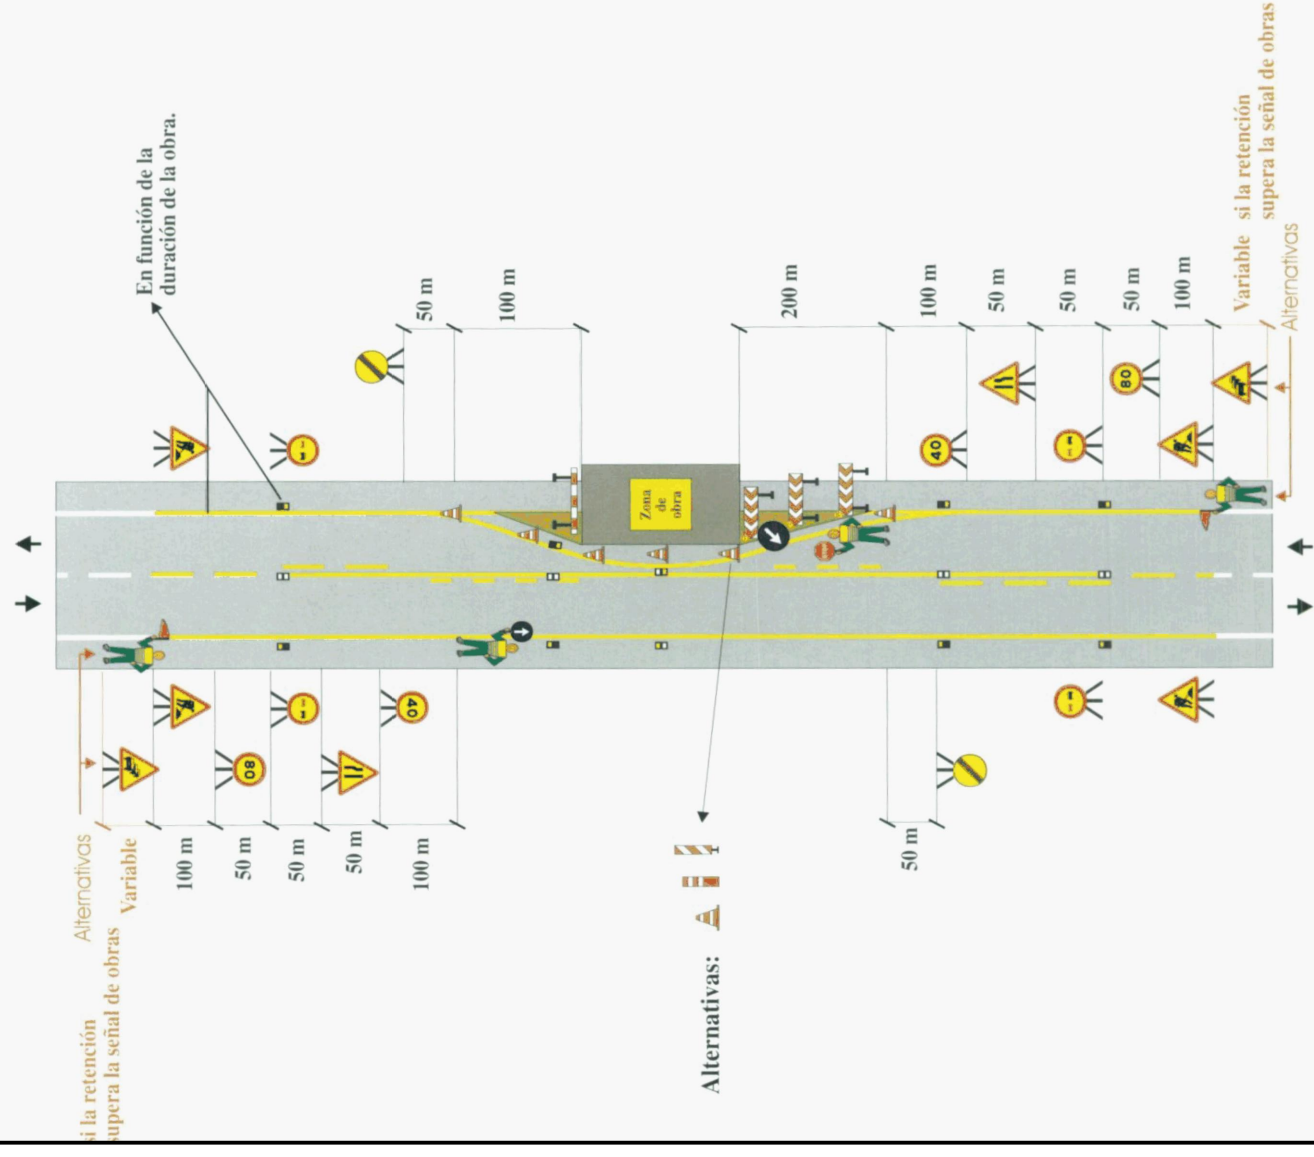 En función de la
duración de la obra.
50 m
100 m
200 m
100 m
50 m
50 m
50 m
100 m
Variable si la retención
supera la señal de obras
Alternativas
40
80
Zona
de
obra
80
40
Alternativas
Variable
si la retención
supera la señal de obras
100 m
50 m
50 m
50 m
100 m
50 m
Alternativas: